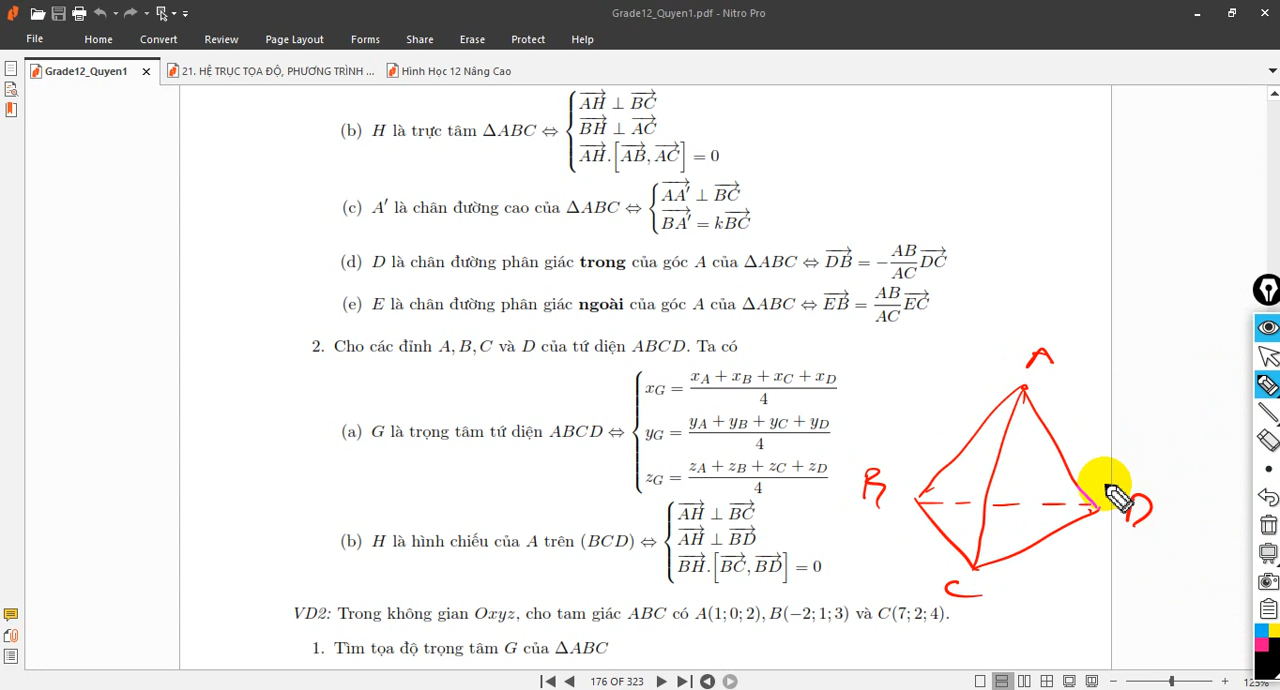 Grade12_Quyen1.pdf - Nitro Pro
File Home Convert Review Page Layout Forms Share Erase Protect Help
Grade12_Quyen1 21. HỆ TRỤC TỌA ĐỘ, PHƯƠNG TRÌNH ... Hình Học 12 Nâng Cao
(b) H là trực tâm ΔABC ⇔ { AH⃗ ⊥ BC⃗
BH⃗ ⊥ AC⃗
AH⃗.[AB⃗, AC⃗] = 0
(c) A′ là chân đường cao của ΔABC ⇔ { AA′⃗ ⊥ BC⃗
BA′⃗ = kBC⃗
(d) D là chân đường phân giác trong của góc A của ΔABC ⇔ DB⃗ = −AB/AC DC⃗
(e) E là chân đường phân giác ngoài của góc A của ΔABC ⇔ EB⃗ = AB/AC EC⃗
2. Cho các đỉnh A, B, C và D của tứ diện ABCD. Ta có
(a) G là trọng tâm tứ diện ABCD ⇔ { x_G = (x_A + x_B + x_C + x_D)/4
y_G = (y_A + y_B + y_C + y_D)/4
z_G = (z_A + z_B + z_C + z_D)/4
(b) H là hình chiếu của A trên (BCD) ⇔ { AH⃗ ⊥ BC⃗
AH⃗ ⊥ BD⃗
BH⃗.[BC⃗, BD⃗] = 0
A
B
D
C
VD2: Trong không gian Oxyz, cho tam giác ABC có A(1; 0; 2), B(−2; 1; 3) và C(7; 2; 4).
1. Tìm tọa độ trọng tâm G của ΔABC
176 OF 323
125%